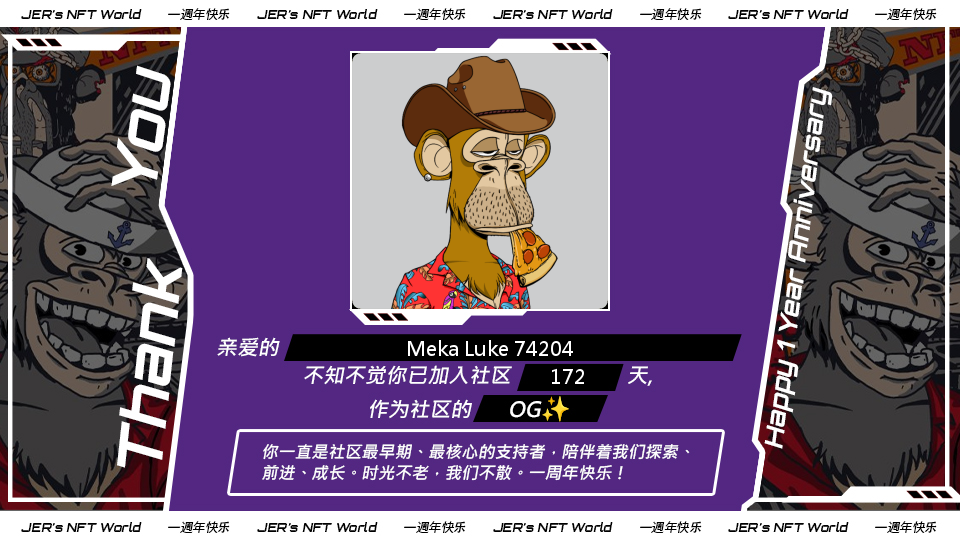 JER's NFT World 一週年快乐 JER's NFT World 一週年快乐 JER's NFT World 一週年快乐 JER's NFT World 一週年快乐
Thank You
亲爱的 Meka Luke 74204
不知不觉你已加入社区 172 天,
作为社区的 OG✨
你一直是社区最早期、最核心的支持者，陪伴着我们探索、
前进、成长。时光不老，我们不散。一周年快乐！
Happy 1 Year Anniversary
JER's NFT World 一週年快乐 JER's NFT World 一週年快乐 JER's NFT World 一週年快乐 JER's NFT World 一週年快乐